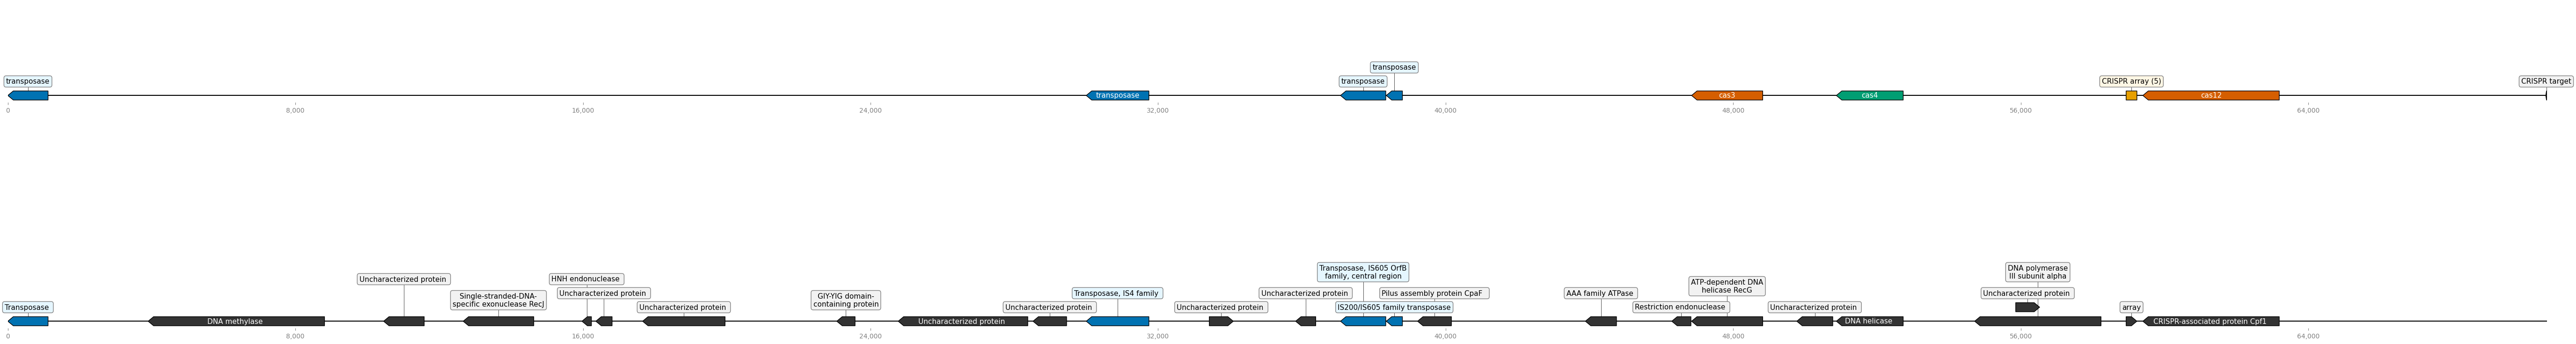 transposase
transposase
transposase
CRISPR array (5)
CRISPR target
transposase
cas3
cas4
cas12
0
8,000
16,000
24,000
32,000
40,000
48,000
56,000
64,000
Transposase, IS605 OrfB
family, central region
DNA polymerase
III subunit alpha
Uncharacterized protein
HNH endonuclease
ATP-dependent DNA
helicase RecG
Single-stranded-DNA-
specific exonuclease RecJ
Uncharacterized protein
GIY-YIG domain-
containing protein
Transposase, IS4 family
Uncharacterized protein
Pilus assembly protein CpaF
AAA family ATPase
Uncharacterized protein
Transposase
Uncharacterized protein
Uncharacterized protein
Uncharacterized protein
IS200/IS605 family transposase
Restriction endonuclease
Uncharacterized protein
array
DNA methylase
Uncharacterized protein
DNA helicase
CRISPR-associated protein Cpf1
0
8,000
16,000
24,000
32,000
40,000
48,000
56,000
64,000